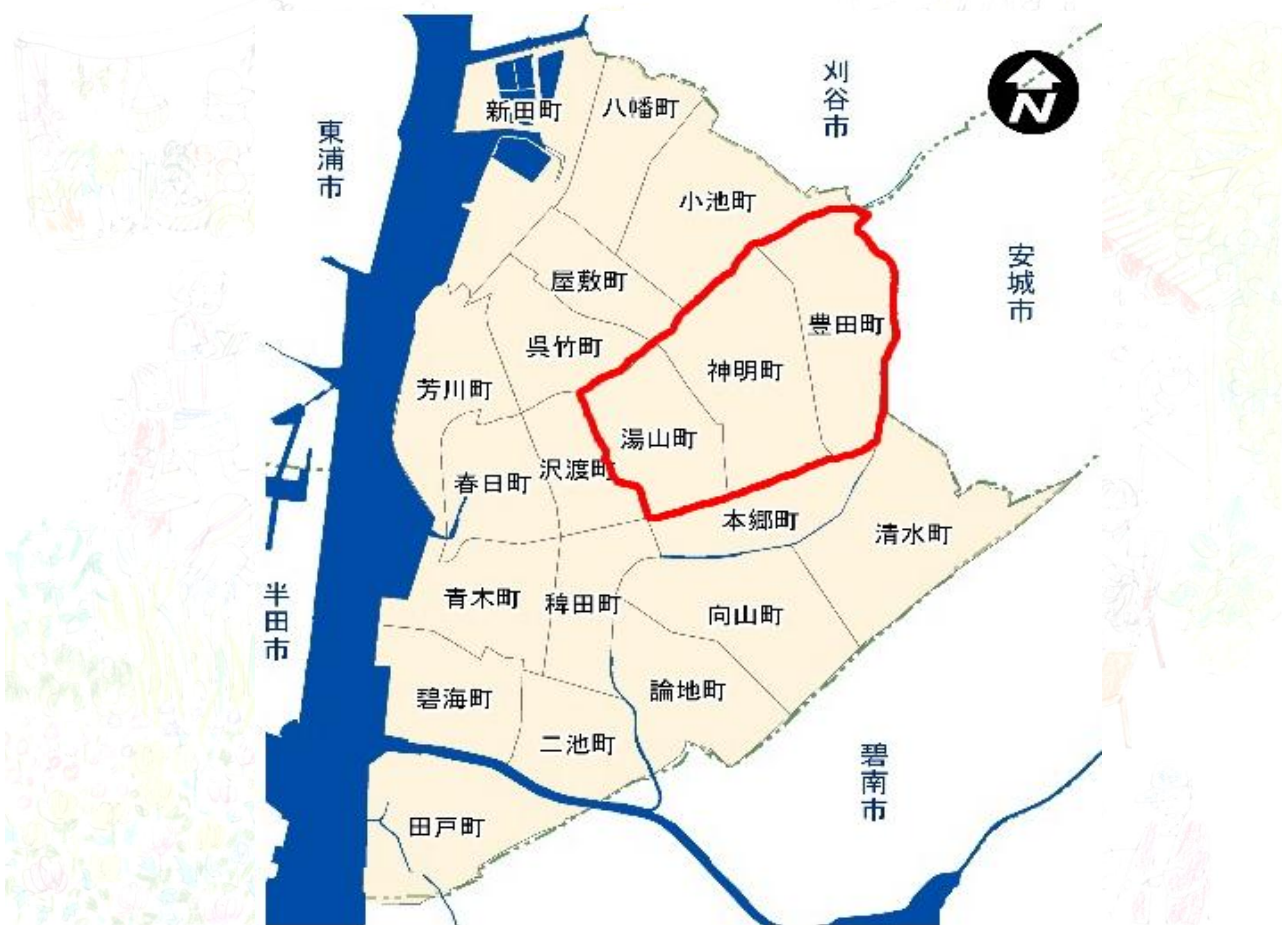 刈谷市
N
新田町
八幡町
東浦市
小池町
安城市
屋敷町
豊田町
呉竹町
神明町
芳川町
湯山町
沢渡町
春日町
本郷町
清水町
半田市
青木町
稗田町
向山町
論地町
碧海町
二池町
碧南市
田戸町